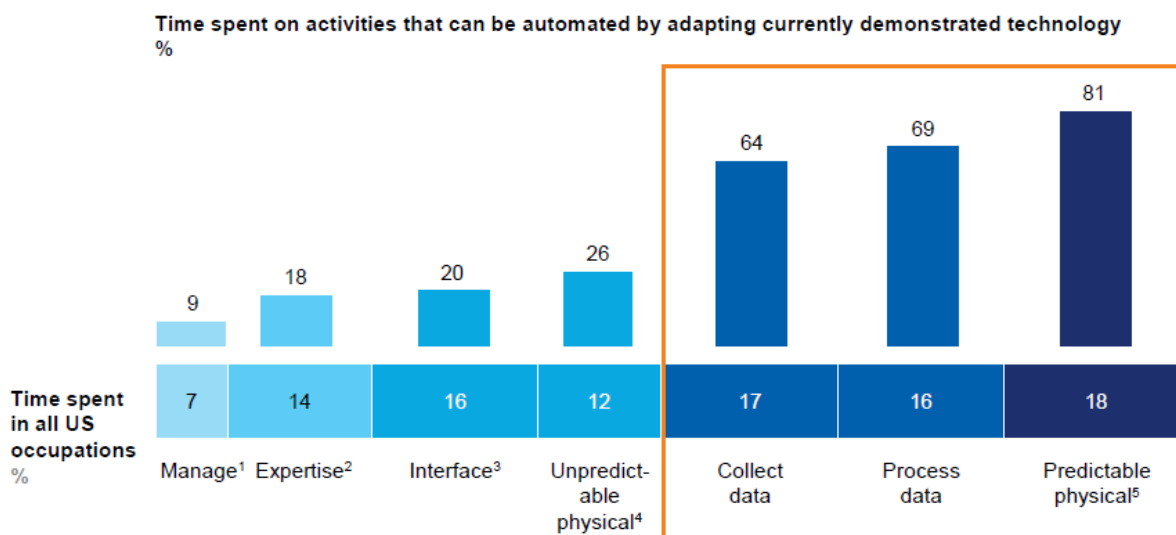 Time spent on activities that can be automated by adapting currently demonstrated technology
%
81
69
64
26
20
18
9
Time spent
in all US
occupations
%
7 14 16 12 17 16 18
Manage¹ Expertise² Interface³ Unpredict- Collect Process Predictable
able data data physical⁵
physical⁴